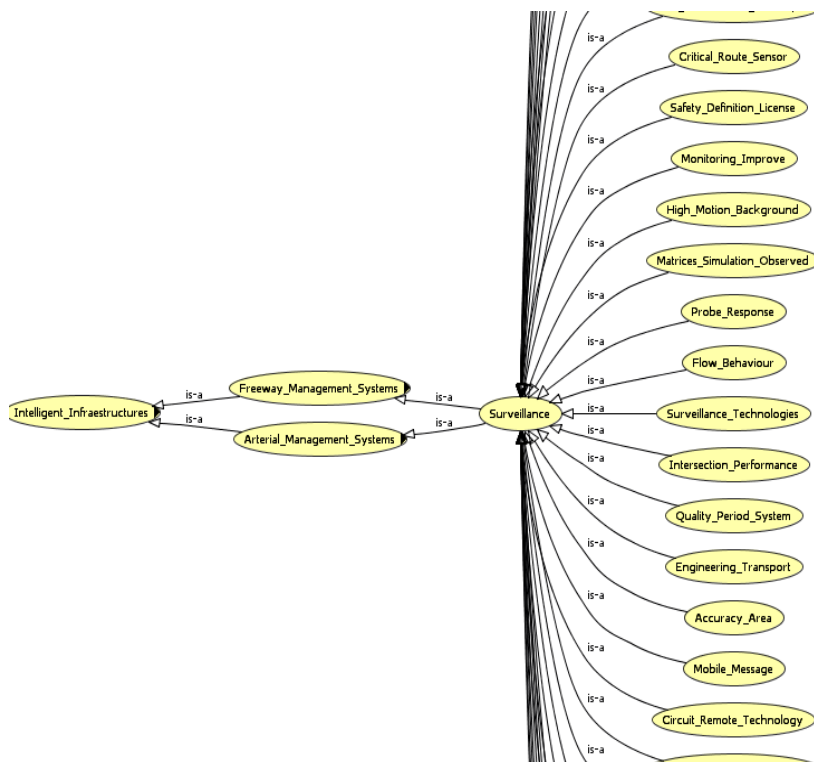 Critical_Route_Sensor
is-a
Safety_Definition_License
is-a
Monitoring_Improve
is-a
High_Motion_Background
is-a
Matrices_Simulation_Observed
is-a
Probe_Response
is-a
Flow_Behaviour
is-a
is-a
Freeway_Management_Systems
is-a
is-a
Intelligent_Infraestructures
Surveillance
is-a
Surveillance_Technologies
is-a
is-a
Arterial_Management_Systems
is-a
Intersection_Performance
is-a
Quality_Period_System
is-a
Engineering_Transport
is-a
Accuracy_Area
is-a
Mobile_Message
is-a
Circuit_Remote_Technology
is-a